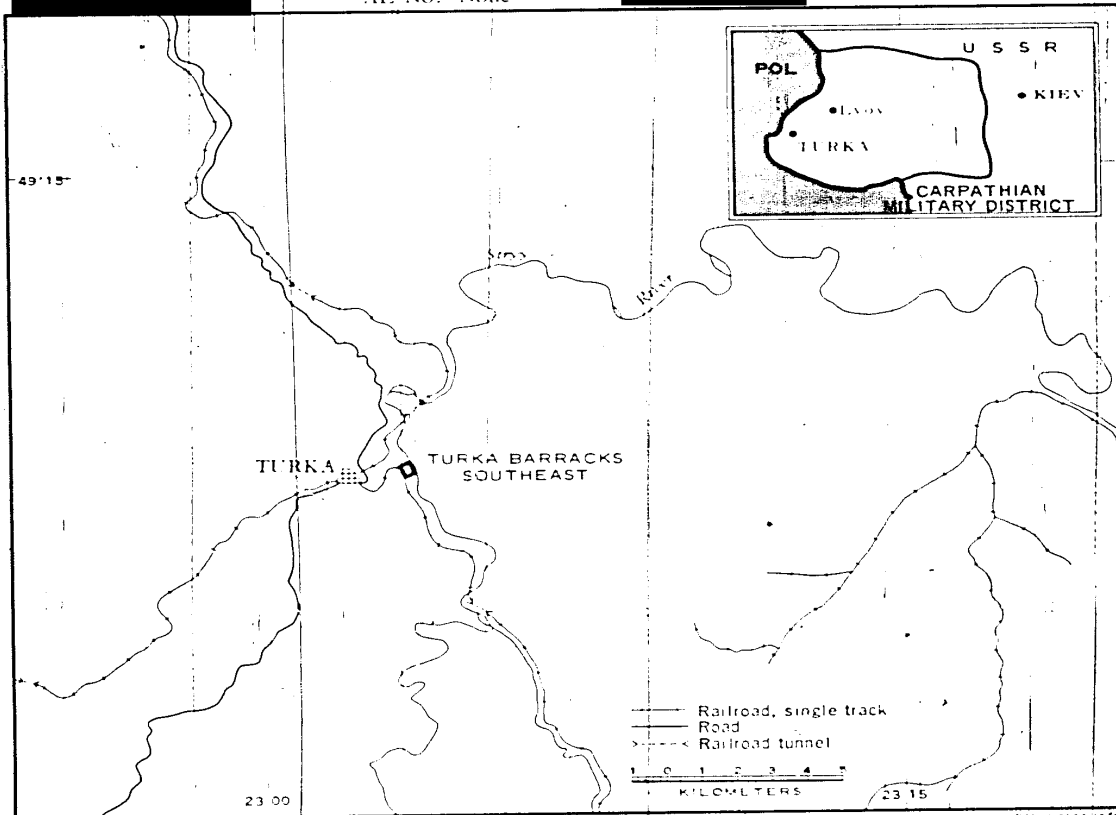 U S S R
POL
KIEV
Lvov
TURKA
CARPATHIAN
MILITARY DISTRICT
49°15'
River
TURKA
TURKA BARRACKS
SOUTHEAST
Railroad, single track
Road
Railroad tunnel
1 0 1 2 3 4 5
KILOMETERS
23 00
23 15